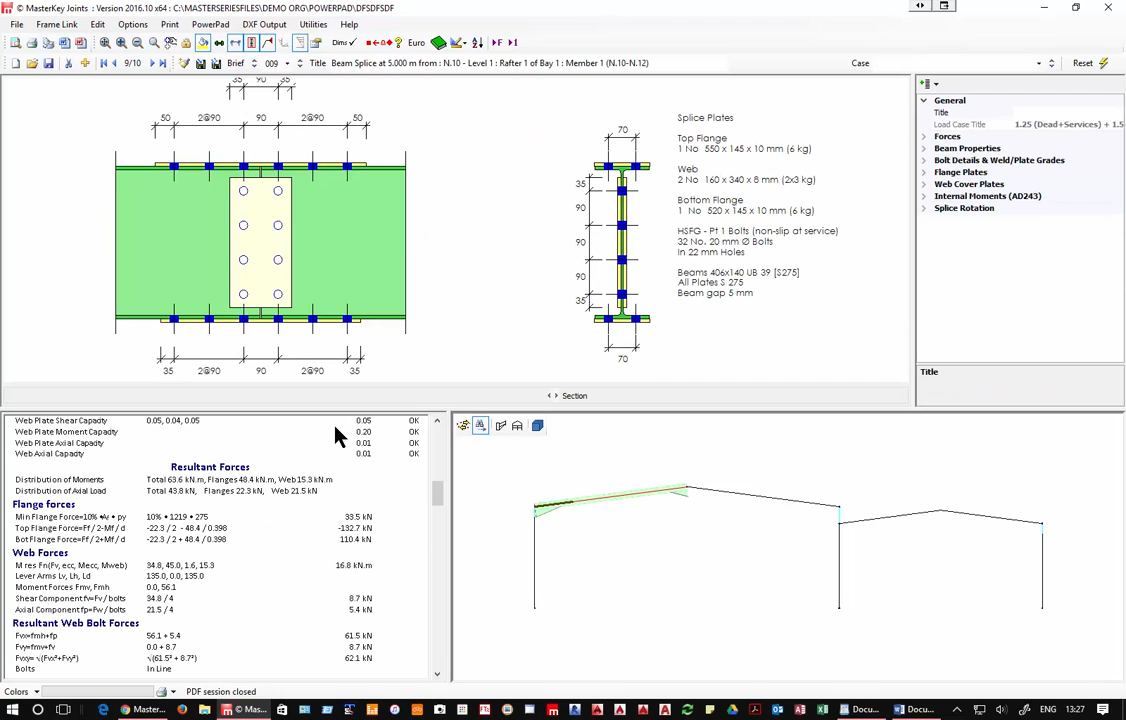 © MasterKey Joints : Version 2016.10 x64 : C:\MASTERSERIESFILES\DEMO ORG\POWERPAD\DFSDFSDF
File Frame Link Edit Options Print PowerPad DXF Output Utilities Help
Dims Euro F 1
9/10 Brief 009 Title Beam Splice at 5.000 m from : N.10 - Level 1 : Rafter 1 of Bay 1 : Member 1 (N.10-N.12) Case Reset
35 90 35
50 2@90 90 2@90 50
35 2@90 90 2@90 35
70
35
90
90
90
35
70
Splice Plates
Top Flange
1 No 550 x 145 x 10 mm (6 kg)
Web
2 No 160 x 340 x 8 mm (2x3 kg)
Bottom Flange
1 No 520 x 145 x 10 mm (6 kg)
HSFG - Pt 1 Bolts (non-slip at service)
32 No. 20 mm Ø Bolts
In 22 mm Holes
Beams 406x140 UB 39 [S275]
All Plates S 275
Beam gap 5 mm
Section
General
Title
Load Case Title 1.25 (Dead+Services) + 1.5
Forces
Beam Properties
Bolt Details & Weld/Plate Grades
Flange Plates
Web Cover Plates
Internal Moments (AD243)
Splice Rotation
Title
Web Plate Shear Capacity 0.05, 0.04, 0.05 0.05 OK
Web Plate Moment Capacity 0.20 OK
Web Plate Axial Capacity 0.01 OK
Web Axial Capacity 0.01 OK
Resultant Forces
Distribution of Moments Total 63.6 kN.m, Flanges 48.4 kN.m, Web 15.3 kN.m
Distribution of Axial Load Total 43.8 kN, Flanges 22.3 kN, Web 21.5 kN
Flange forces
Min Flange Force=10% •Ar • py 10% • 1219 • 275 33.5 kN
Top Flange Force=Ff / 2-Mf / d -22.3 / 2 - 48.4 / 0.398 -132.7 kN
Bot Flange Force=Ff / 2+Mf / d -22.3 / 2 + 48.4 / 0.398 110.4 kN
Web Forces
M res Fn(Fv, ecc, Mecc, Mweb) 34.8, 45.0, 1.6, 15.3 16.8 kN.m
Lever Arms Lv, Lh, Ld 135.0, 0.0, 135.0
Moment Forces Fmv, Fmh 0.0, 56.1
Shear Component fv=Fv / bolts 34.8 / 4 8.7 kN
Axial Component fp=Fw / bolts 21.5 / 4 5.4 kN
Resultant Web Bolt Forces
Fvx=fmh+fp 56.1 + 5.4 61.5 kN
Fvy=fmv+fv 0.0 + 8.7 8.7 kN
Fvxy= √(Fvx²+Fvy²) √(61.5² + 8.7²) 62.1 kN
Bolts In Line
Colors PDF session closed
Master... © Mas... Docu... Docu... ENG 13:27